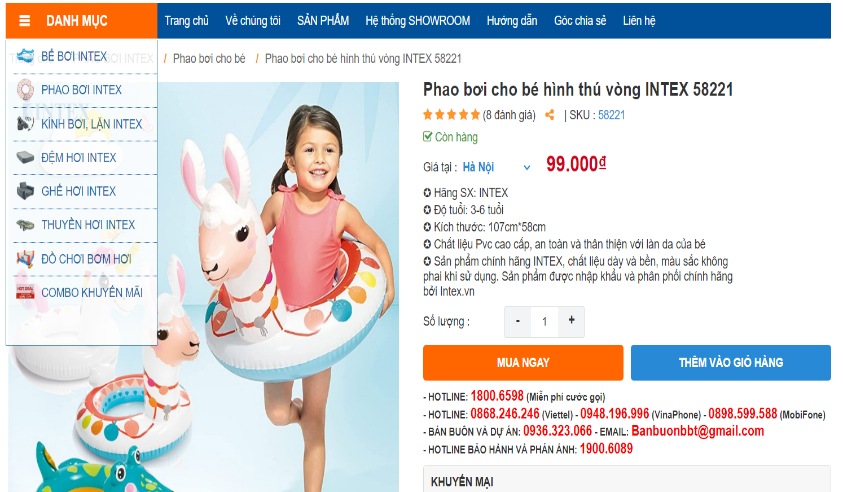 DANH MỤC
Trang chủ Về chúng tôi SẢN PHẨM Hệ thống SHOWROOM Hướng dẫn Góc chia sẻ Liên hệ
BỂ BƠI INTEX
/ Phao bơi cho bé / Phao bơi cho bé hình thú vòng INTEX 58221
PHAO BƠI INTEX
KÍNH BƠI, LẶN INTEX
ĐỆM HƠI INTEX
GHẾ HƠI INTEX
THUYỀN HƠI INTEX
ĐỒ CHƠI BƠM HƠI
COMBO KHUYẾN MÃI
Phao bơi cho bé hình thú vòng INTEX 58221
(8 đánh giá) | SKU : 58221
Còn hàng
Giá tại : Hà Nội 99.000₫
✪ Hãng SX: INTEX
✪ Độ tuổi: 3-6 tuổi
✪ Kích thước: 107cm*58cm
✪ Chất liệu Pvc cao cấp, an toàn và thân thiện với làn da của bé
✪ Sản phẩm chính hãng INTEX, chất liệu dày và bền, màu sắc không
phai khi sử dụng. Sản phẩm được nhập khẩu và phân phối chính hãng
bởi Intex.vn
Số lượng : - 1 +
MUA NGAY THÊM VÀO GIỎ HÀNG
- HOTLINE: 1800.6598 (Miễn phí cước gọi)
- HOTLINE: 0868.246.246 (Viettel) - 0948.196.996 (VinaPhone) - 0898.599.588 (MobiFone)
- BÁN BUÔN VÀ DỰ ÁN: 0936.323.066 - EMAIL: Banbuonbbt@gmail.com
- HOTLINE BẢO HÀNH VÀ PHẢN ÁNH: 1900.6089
KHUYẾN MẠI